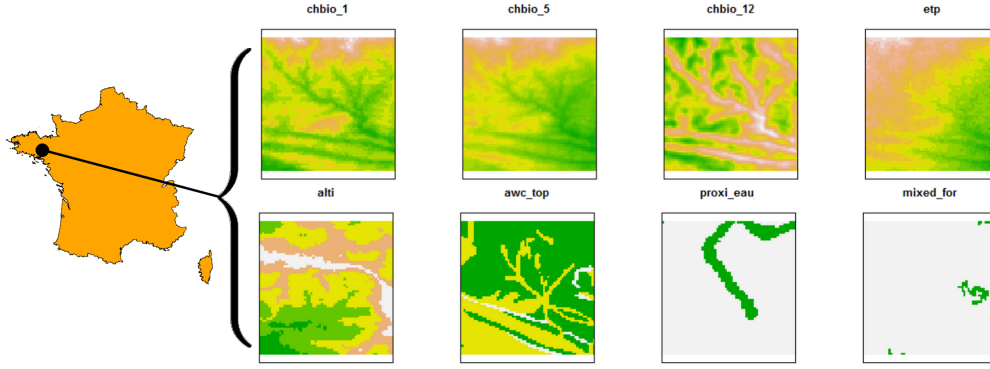 chbio_1
chbio_5
chbio_12
etp
alti
awc_top
proxi_eau
mixed_for